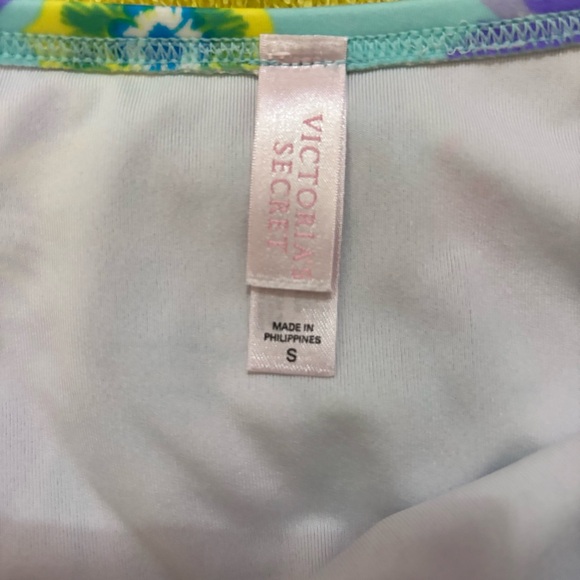 VICTORIA'S
SECRET
MADE IN
PHILIPPINES
S